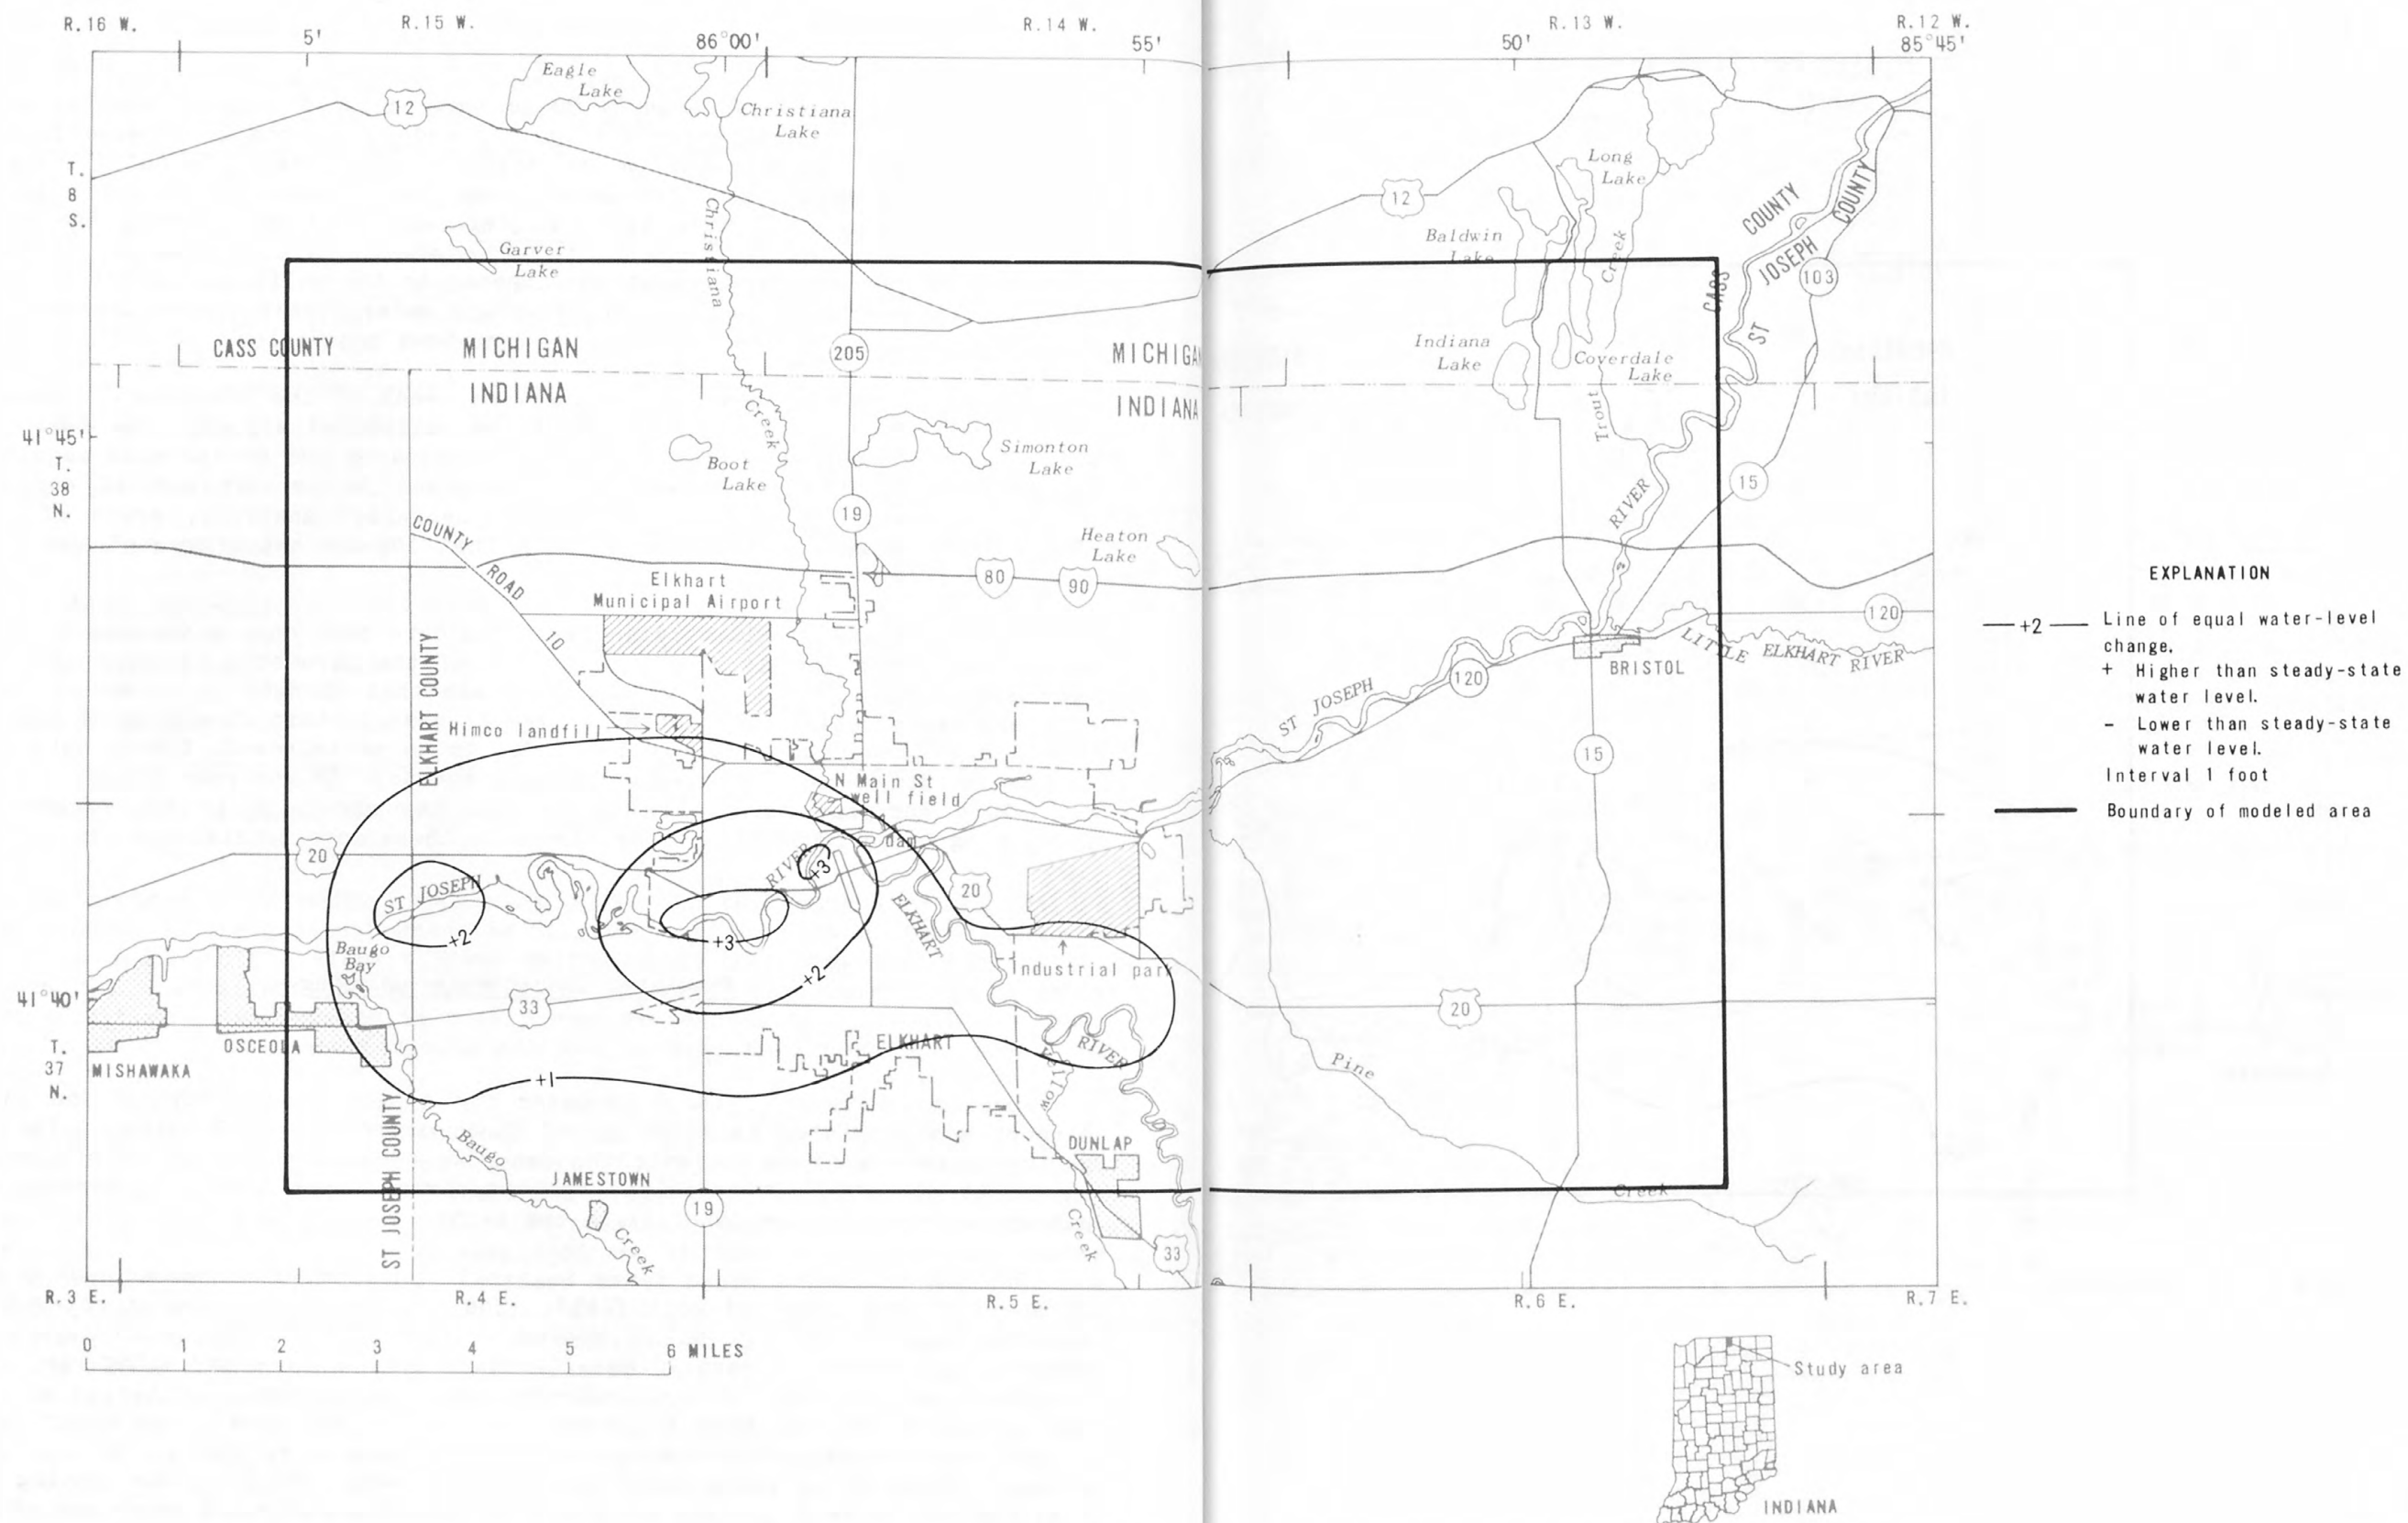 R.16 W.
R.15 W.
R.14 W.
R.13 W.
R.12 W.
5'
86°00'
55'
50'
85°45'
Eagle
Lake
12
Christiana
Lake
T.
8
S.
Long
Lake
12
COUNTY
COUNTY
Christiana
Baldwin
Lake
Creek
Garver
Lake
CASS
ST
JOSEPH
103
CASS COUNTY
MICHIGAN
205
MICHIGAN
Indiana
Lake
Coverdale
Lake
INDIANA
INDIANA
Creek
Trout
41°45'
T.
38
N.
Boot
Lake
Simonton
Lake
15
19
RIVER
COUNTY
ROAD
10
Heaton
Lake
80
90
Elkhart
Municipal Airport
EXPLANATION
+2
Line of equal water-level
change.
+ Higher than steady-state
water level.
- Lower than steady-state
water level.
Interval 1 foot
Boundary of modeled area
120
LITTLE ELKHART RIVER
BRISTOL
120
ST JOSEPH
ELKHART COUNTY
Himco landfill
15
N Main St
well field
dam
20
RIVER
+3
ST JOSEPH
20
ELKHART
+2
+3
Baugo
Bay
Industrial park
+2
41°40'
33
20
T.
37
N.
OSCEOLA
ELKHART
RIVER
MISHAWAKA
+1
Yellow
Pine
ST JOSEPH COUNTY
Baugo
DUNLAP
JAMESTOWN
Creek
19
Creek
Creek
33
R.3 E.
R.4 E.
R.5 E.
R.6 E.
R.7 E.
0 1 2 3 4 5 6 MILES
Study area
INDIANA